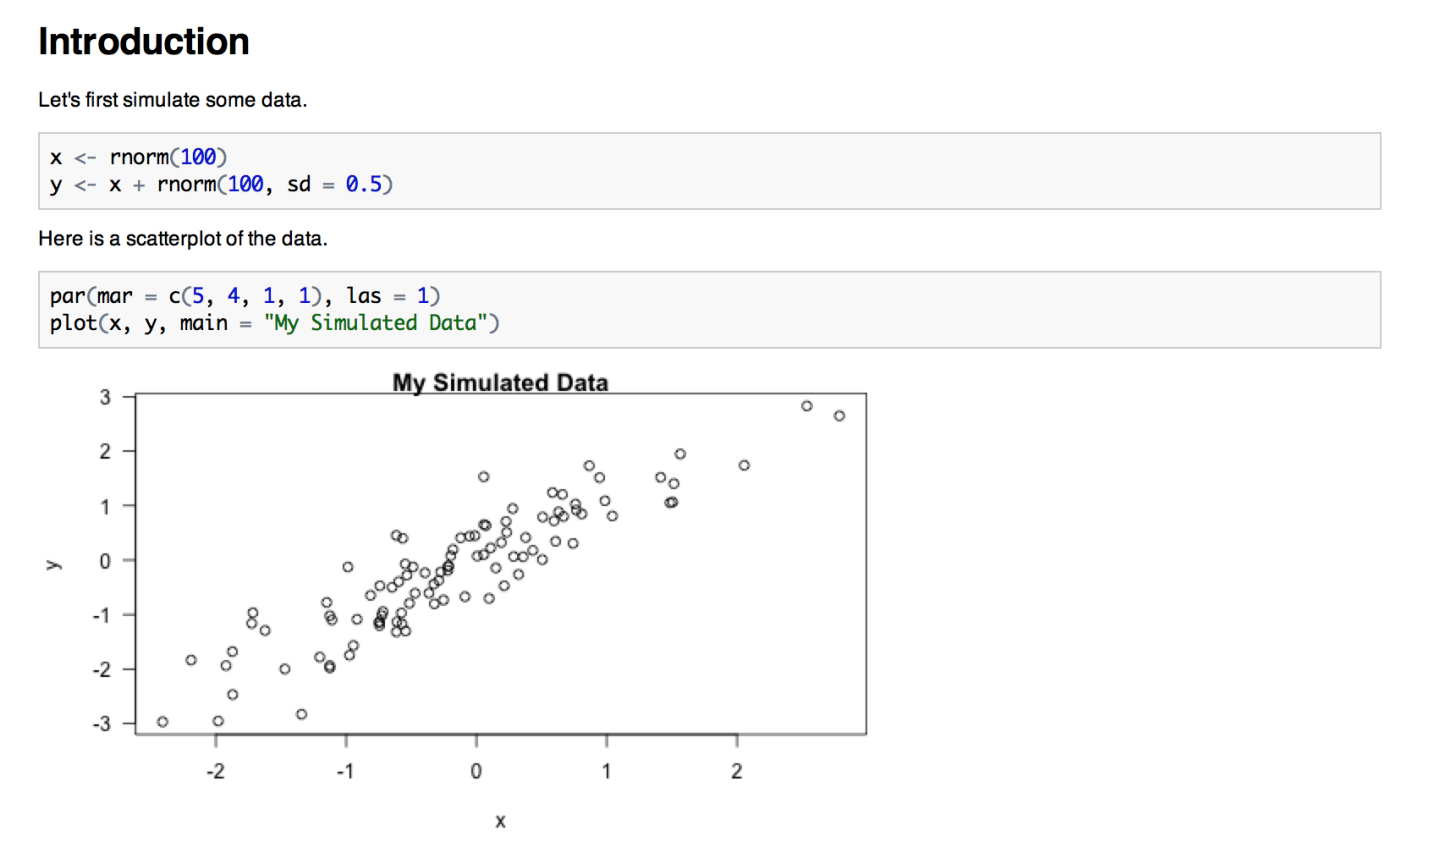 Introduction
Let's first simulate some data.
x <- rnorm(100)
y <- x + rnorm(100, sd = 0.5)
Here is a scatterplot of the data.
par(mar = c(5, 4, 1, 1), las = 1)
plot(x, y, main = "My Simulated Data")
My Simulated Data
3
2
1
0
-1
-2
-3
y
-2 -1 0 1 2
x